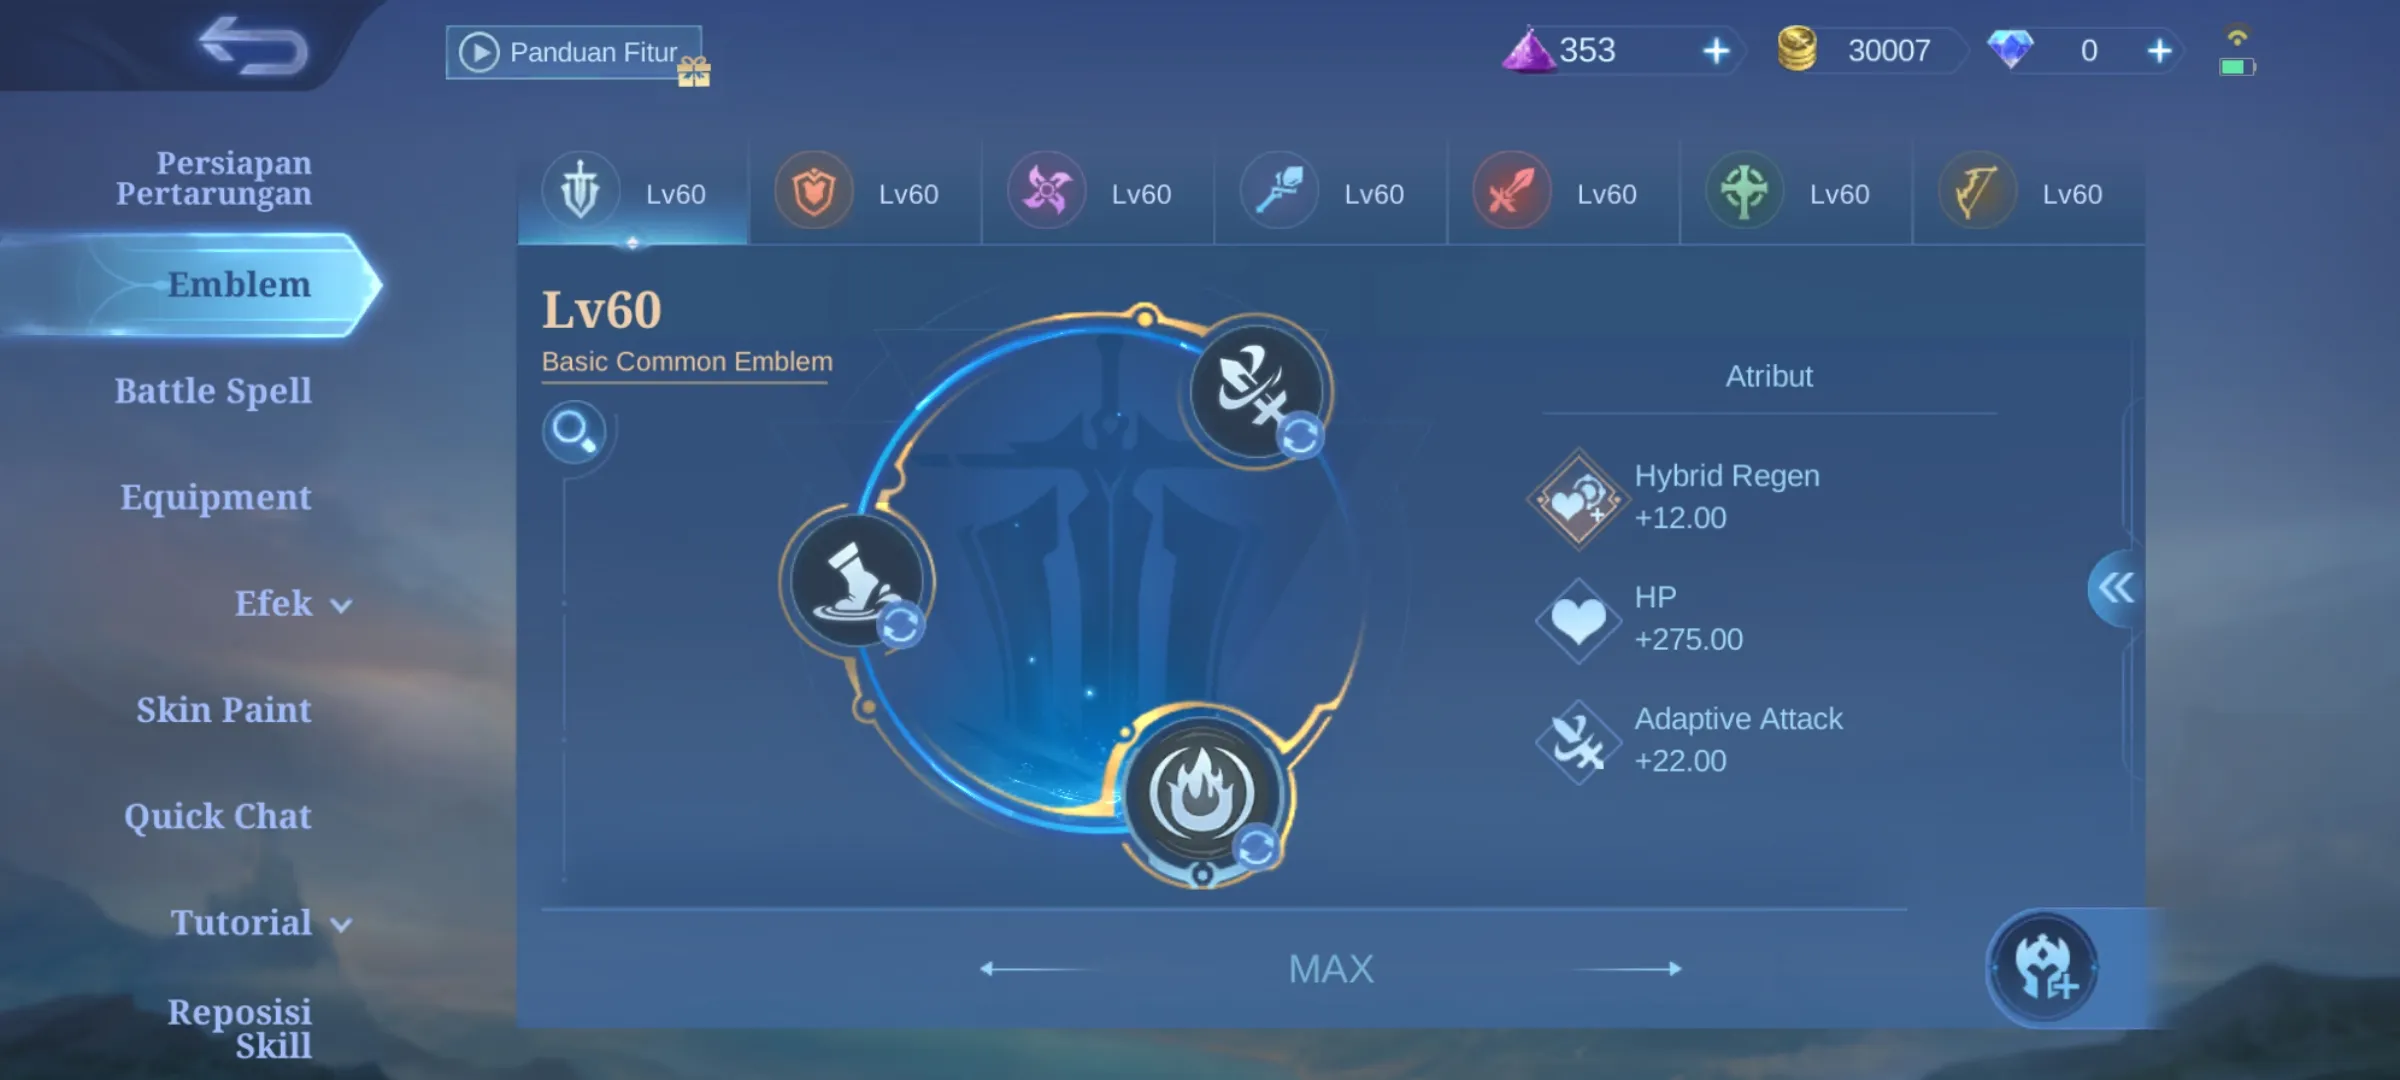 Panduan Fitur
353
30007
0
Persiapan
Pertarungan
Emblem
Battle Spell
Equipment
Efek
Skin Paint
Quick Chat
Tutorial
Reposisi
Skill
Lv60
Lv60
Lv60
Lv60
Lv60
Lv60
Lv60
Lv60
Basic Common Emblem
Atribut
Hybrid Regen
+12.00
HP
+275.00
Adaptive Attack
+22.00
MAX